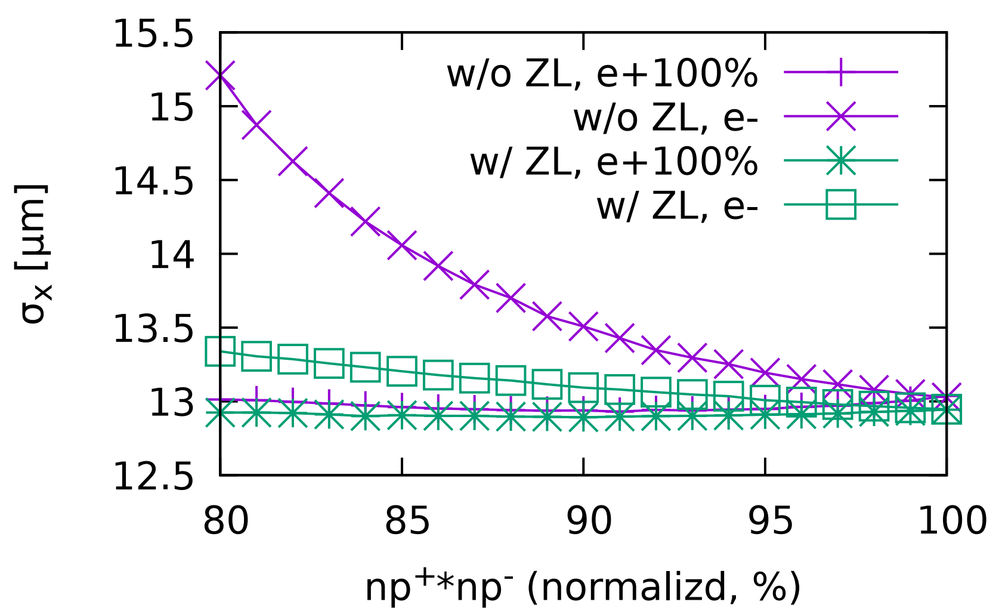 15.5
15
14.5
14
13.5
13
12.5
σx [μm]
w/o ZL, e+100%
w/o ZL, e-
w/ ZL, e+100%
w/ ZL, e-
80 85 90 95 100
np+*np- (normalizd, %)